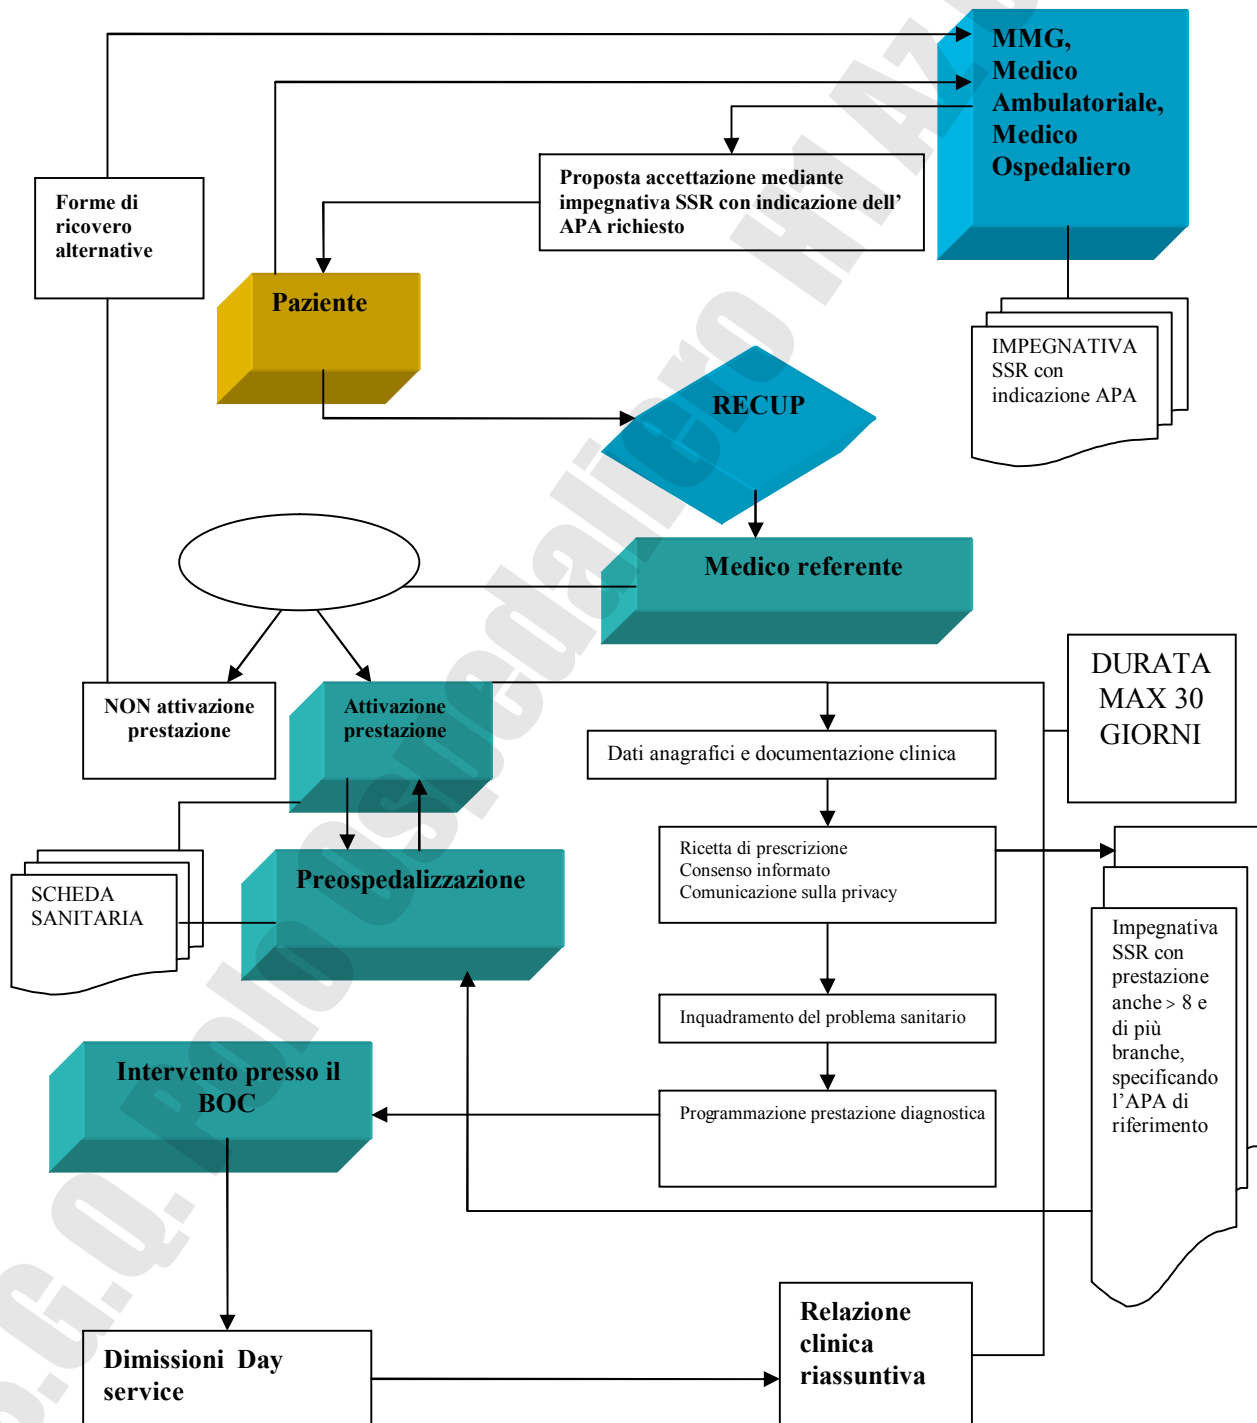 MMG,
Medico
Ambulatoriale,
Medico
Ospedaliero
Proposta accettazione mediante
impegnativa SSR con indicazione dell’
APA richiesto
Forme di
ricovero
alternative
Paziente
IMPEGNATIVA
SSR con
indicazione APA
RECUP
Medico referente
DURATA
MAX 30
GIORNI
NON attivazione
prestazione
Attivazione
prestazione
Dati anagrafici e documentazione clinica
Ricetta di prescrizione
Consenso informato
Comunicazione sulla privacy
Preospedalizzazione
SCHEDA
SANITARIA
Impegnativa
SSR con
prestazione
anche > 8 e
di più
branche,
specificando
l’APA di
riferimento
Inquadramento del problema sanitario
Intervento presso il
BOC
Programmazione prestazione diagnostica
Relazione
clinica
riassuntiva
Dimissioni Day
service
S.G.Q. Polo Ospedaliero H1 Az